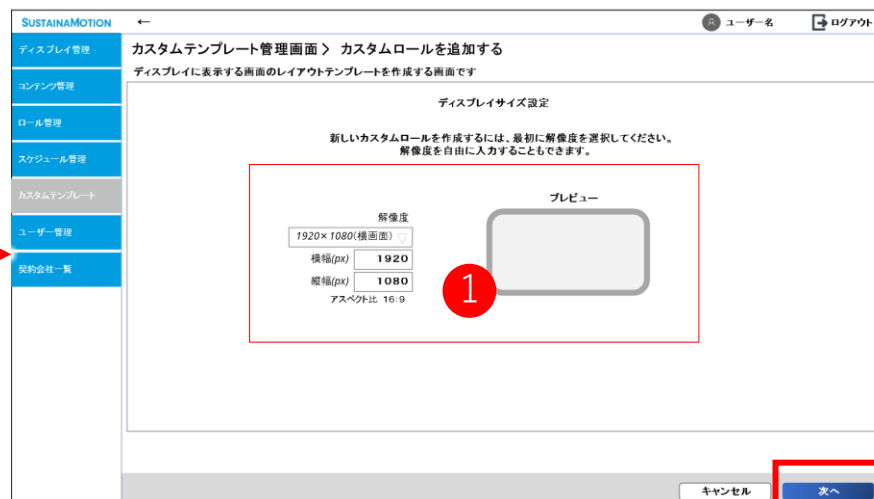 SUSTAINAMOTION
←
ユーザー名
ログアウト
ディスプレイ管理
コンテンツ管理
ロール管理
スケジュール管理
カスタムテンプレート
ユーザー管理
契約会社一覧
カスタムテンプレート管理画面 〉 カスタムロールを追加する
ディスプレイに表示する画面のレイアウトテンプレートを作成する画面です
ディスプレイサイズ設定
新しいカスタムロールを作成するには、最初に解像度を選択してください。
解像度を自由に入力することもできます。
解像度
1920×1080(横画面)
横幅(px) 1920
縦幅(px) 1080
アスペクト比 16:9
プレビュー
1
キャンセル
次へ